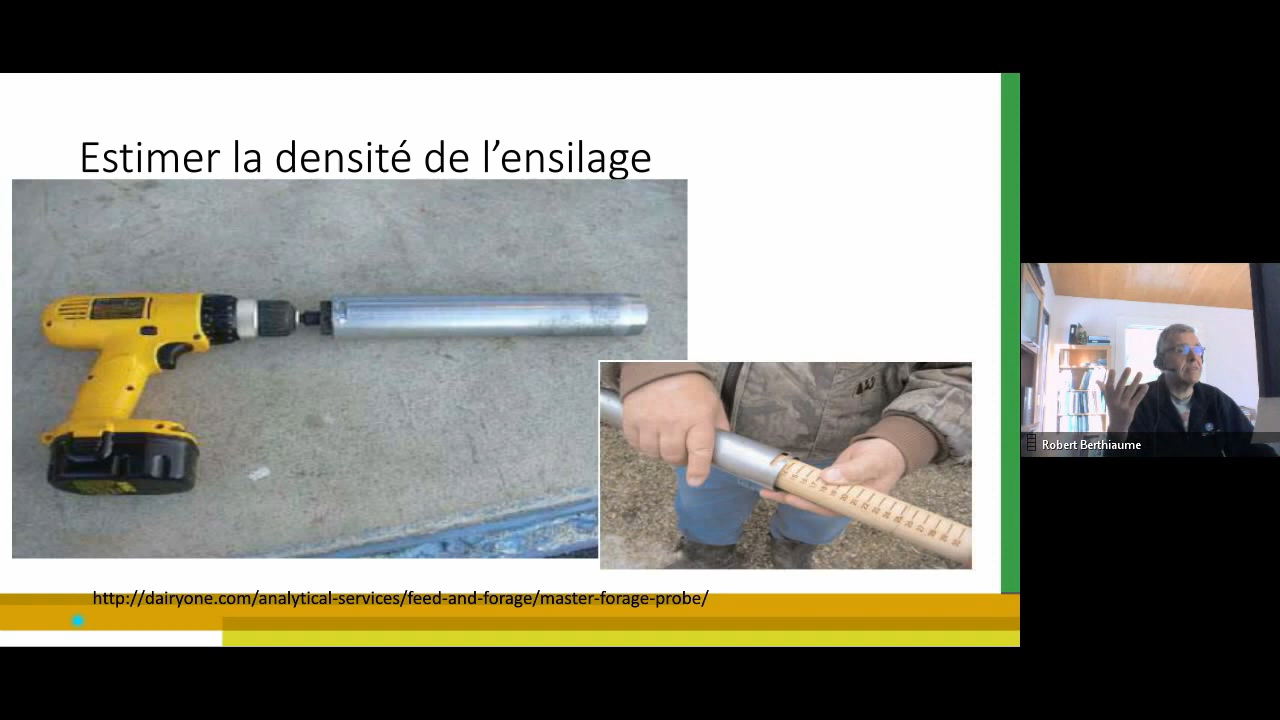 Estimer la densité de l’ensilage
http://dairyone.com/analytical-services/feed-and-forage/master-forage-probe/
Robert Berthiaume